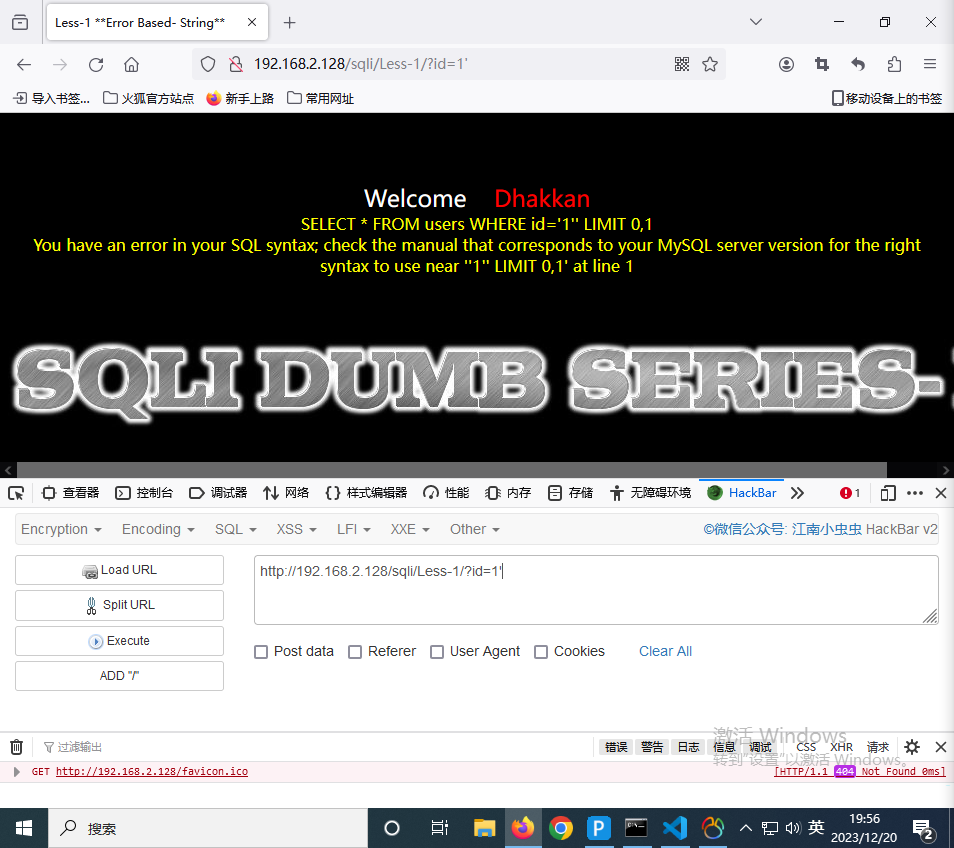 Less-1 **Error Based- String**
192.168.2.128/sqli/Less-1/?id=1'
导入书签... 火狐官方站点 新手上路 常用网址 移动设备上的书签
Welcome Dhakkan
SELECT * FROM users WHERE id='1'' LIMIT 0,1
You have an error in your SQL syntax; check the manual that corresponds to your MySQL server version for the right
syntax to use near ''1'' LIMIT 0,1' at line 1
SQLI DUMB SERIES-
查看器 控制台 调试器 网络 样式编辑器 性能 内存 存储 无障碍环境 HackBar 1
Encryption Encoding SQL XSS LFI XXE Other ©微信公众号: 江南小虫虫 HackBar v2
Load URL
http://192.168.2.128/sqli/Less-1/?id=1'
Split URL
Execute
Post data Referer User Agent Cookies Clear All
ADD "/"
激活 Windows
过滤输出 错误 警告 日志 信息 调试 CSS XHR 请求
转到"设置"以激活 Windows。
GET http://192.168.2.128/favicon.ico [HTTP/1.1 404 Not Found 0ms]
搜索 英 19:56
2023/12/20 2